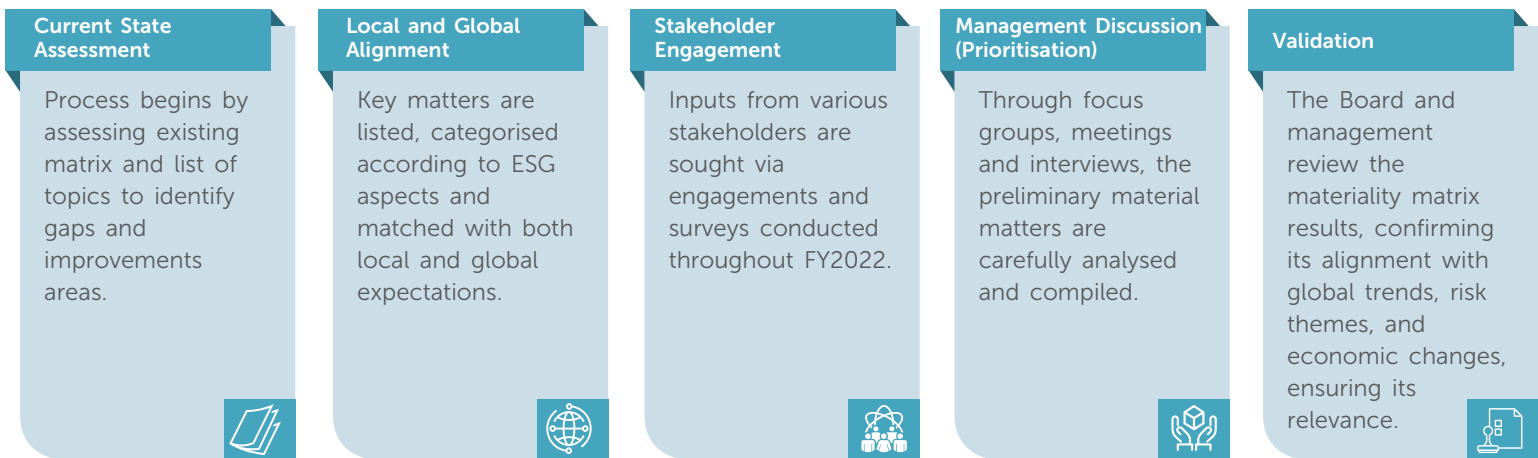 Current State
Assessment
Process begins by
assessing existing
matrix and list of
topics to identify
gaps and
improvements
areas.
Local and Global
Alignment
Key matters are
listed, categorised
according to ESG
aspects and
matched with both
local and global
expectations.
Stakeholder
Engagement
Inputs from various
stakeholders are
sought via
engagements and
surveys conducted
throughout FY2022.
Management Discussion
(Prioritisation)
Through focus
groups, meetings
and interviews, the
preliminary material
matters are
carefully analysed
and compiled.
Validation
The Board and
management
review the
materiality matrix
results, confirming
its alignment with
global trends, risk
themes, and
economic changes,
ensuring its
relevance.